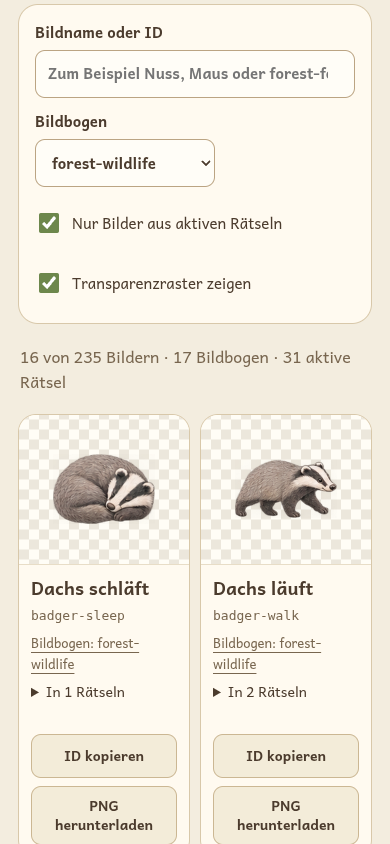 Bildname oder ID
Zum Beispiel Nuss, Maus oder forest-f
Bildbogen
forest-wildlife
Nur Bilder aus aktiven Rätseln
Transparenzraster zeigen
16 von 235 Bildern · 17 Bildbogen · 31 aktive
Rätsel
Dachs schläft
badger-sleep
Bildbogen: forest-
wildlife
In 1 Rätseln
ID kopieren
PNG
herunterladen
Dachs läuft
badger-walk
Bildbogen: forest-
wildlife
In 2 Rätseln
ID kopieren
PNG
herunterladen